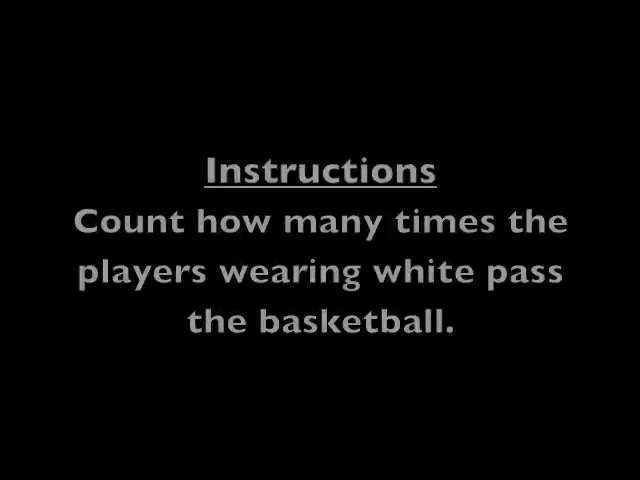 Instructions
Count how many times the
players wearing white pass
the basketball.